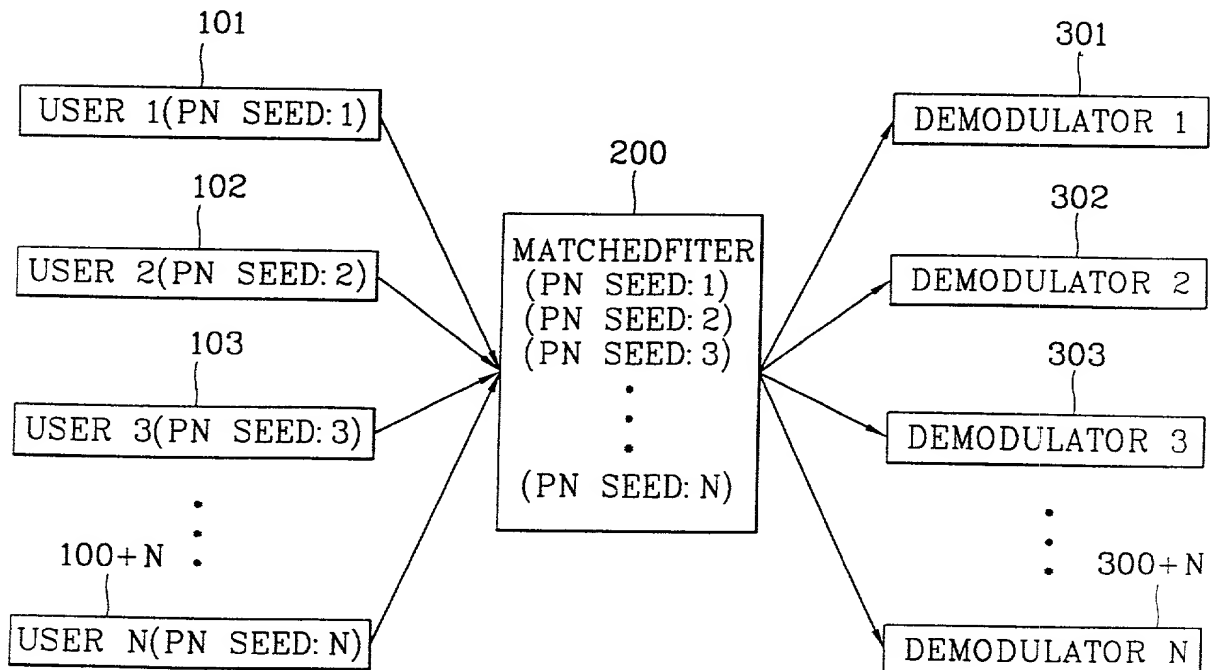 101
USER 1(PN SEED:1)
102
USER 2(PN SEED:2)
103
USER 3(PN SEED:3)
100+N
USER N(PN SEED:N)
200
MATCHEDFITER
(PN SEED:1)
(PN SEED:2)
(PN SEED:3)
(PN SEED:N)
301
DEMODULATOR 1
302
DEMODULATOR 2
303
DEMODULATOR 3
300+N
DEMODULATOR N